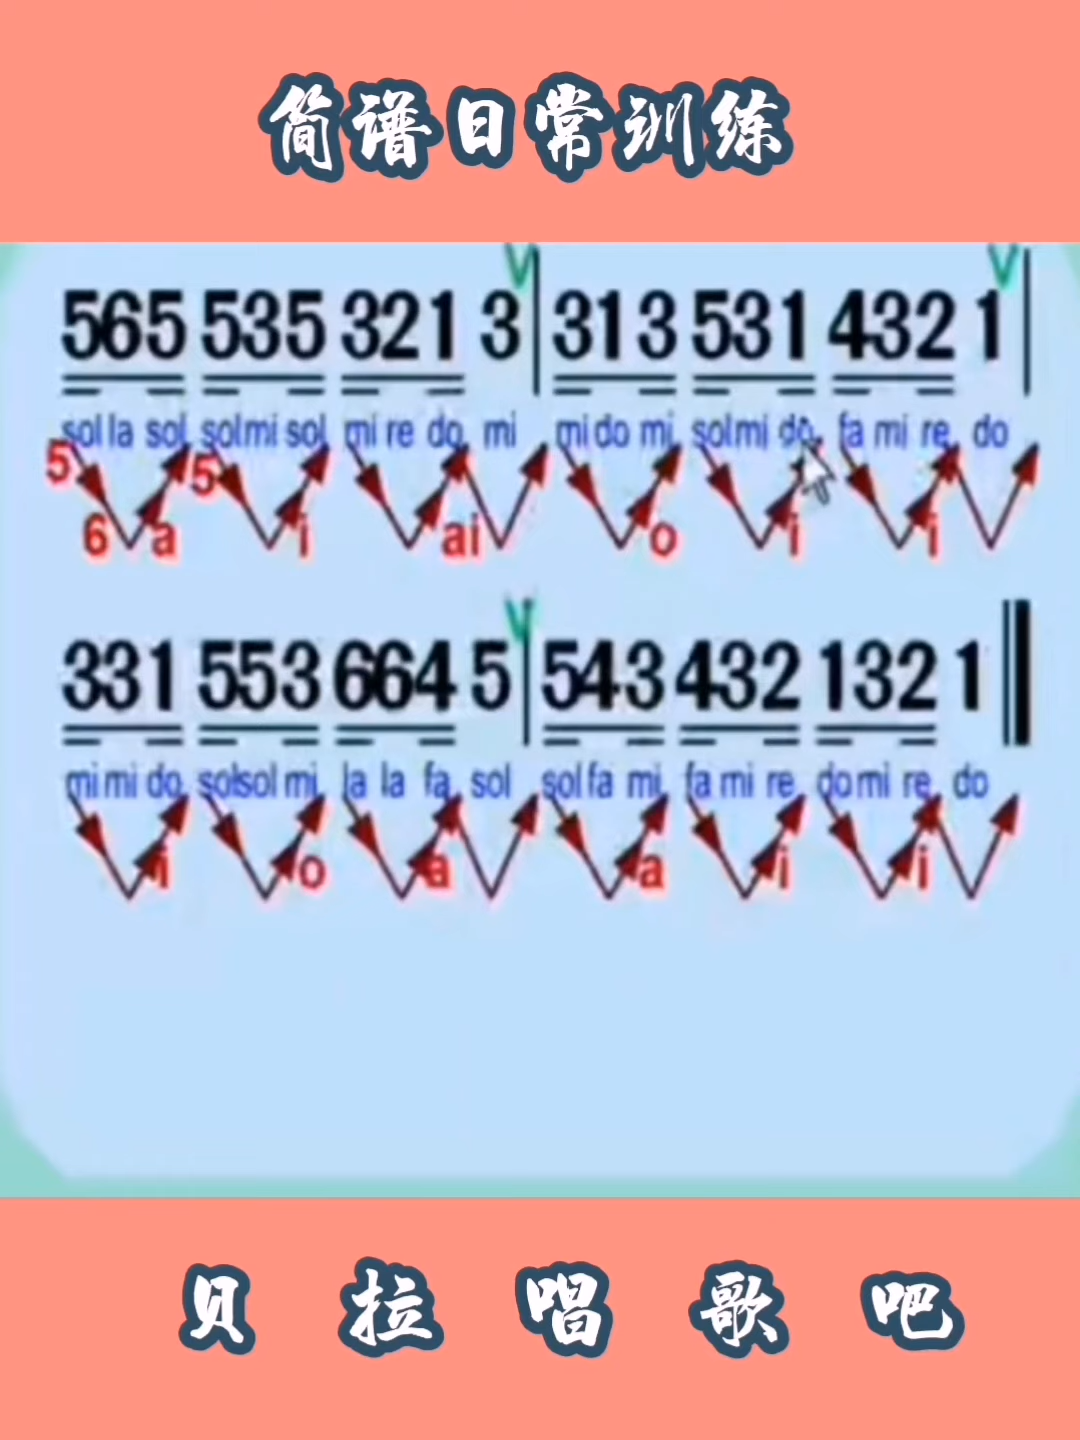 简谱日常训练
V V
565 535 321 3 | 313 531 432 1 |
sol la sol sol mi sol mi re do mi mi do mi sol mi do fa mi re do
5 5
6 a i ai o i i
V
331 553 664 5 | 543 432 132 1
mi mi do sol sol mi la la fa sol sol fa mi fa mi re do mi re do
i o a a i i
贝拉唱歌吧